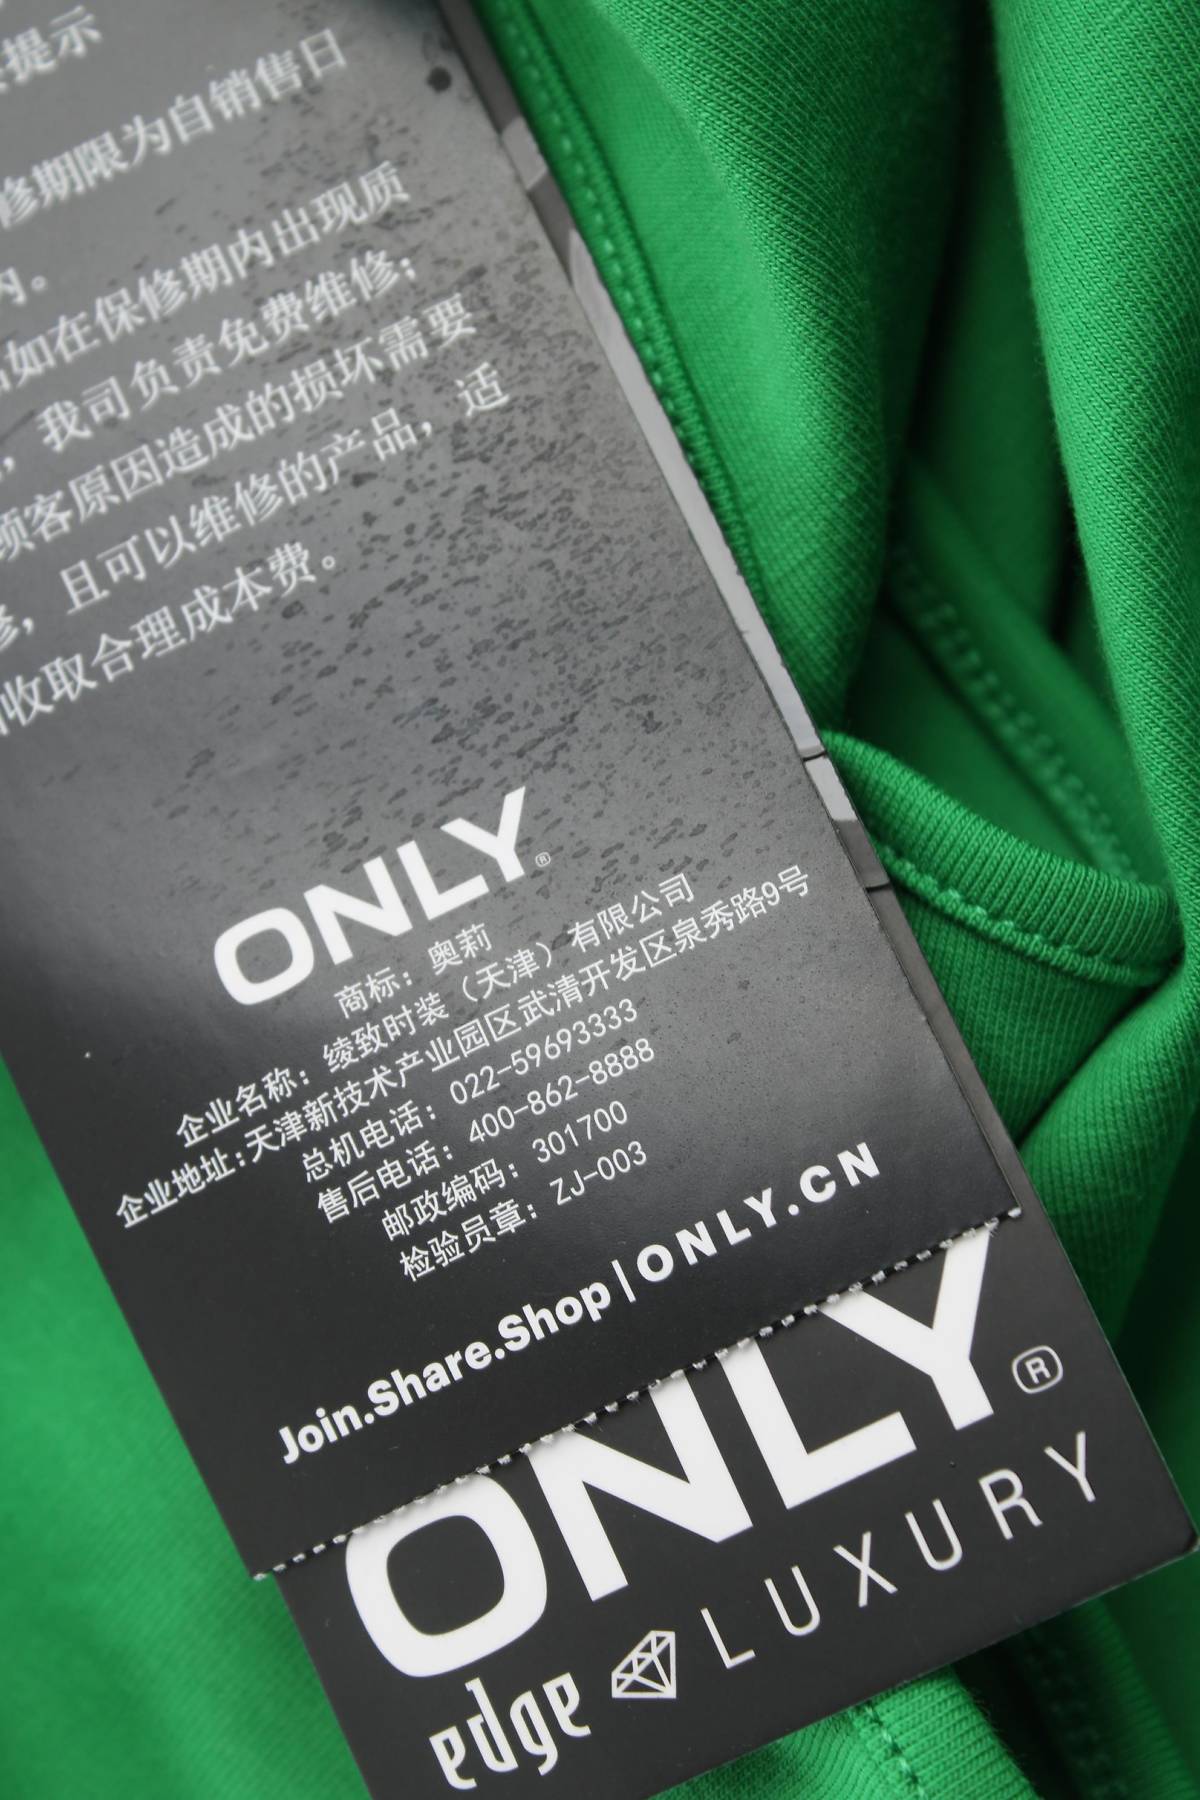 提示
修期限为自销售日
内。
如在保修期内出现质
，我司负责免费维修；
顾客原因造成的损坏需要
修，且可以维修的产品，适
收取合理成本费。
ONLY®
商标：奥莉
企业名称：绫致时装（天津）有限公司
企业地址:天津新技术产业园区武清开发区泉秀路9号
总机电话：022-59693333
售后电话：400-862-8888
邮政编码：301700
检验员章：ZJ-003
Join.Share.Shop|ONLY.CN
ONLY®
edge LUXURY